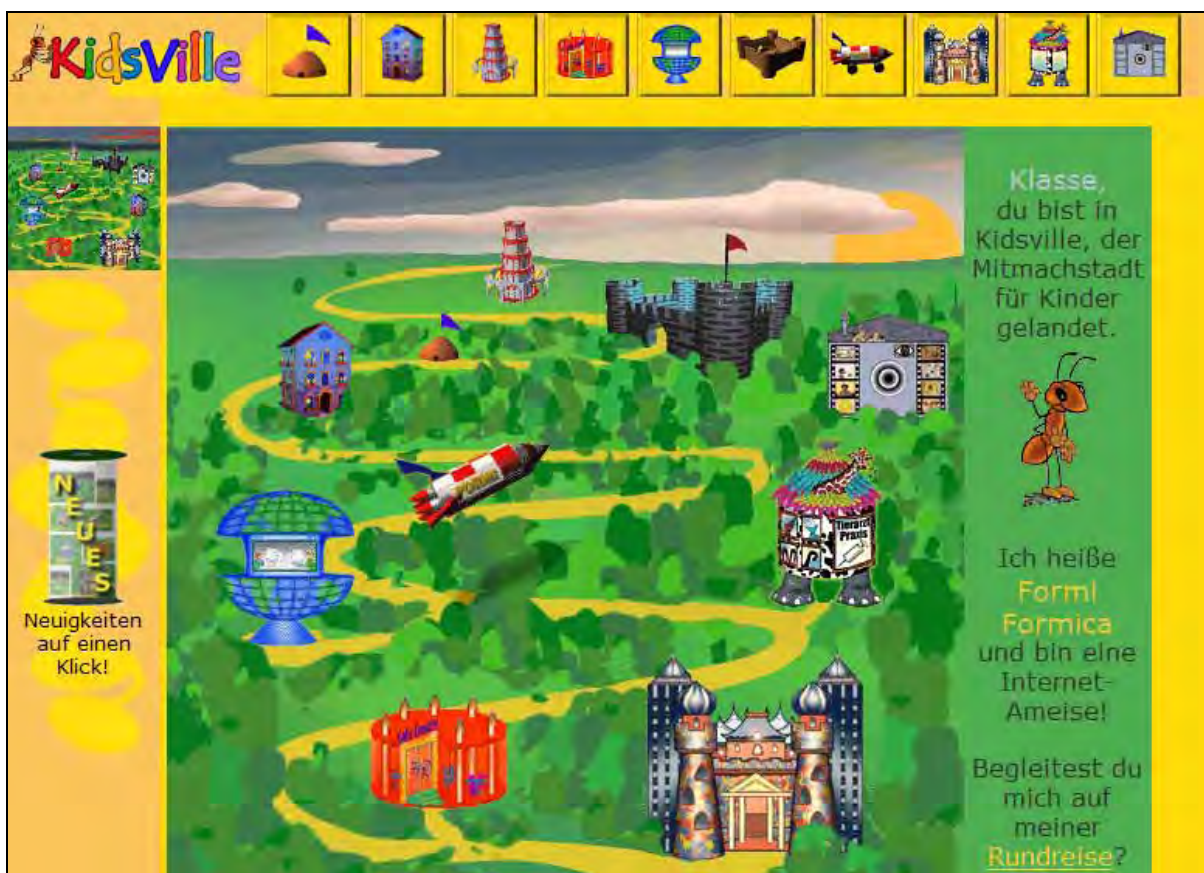 KidsVille
Klasse,
du bist in
Kidsville, der
Mitmachstadt
für Kinder
gelandet.
FORUM
Tierarzt
Praxis
NEUES
Neuigkeiten
auf einen
Klick!
Ich heiße
Formi
Formica
und bin eine
Internet-
Ameise!
Begleitest du
mich auf
meiner
Rundreise?